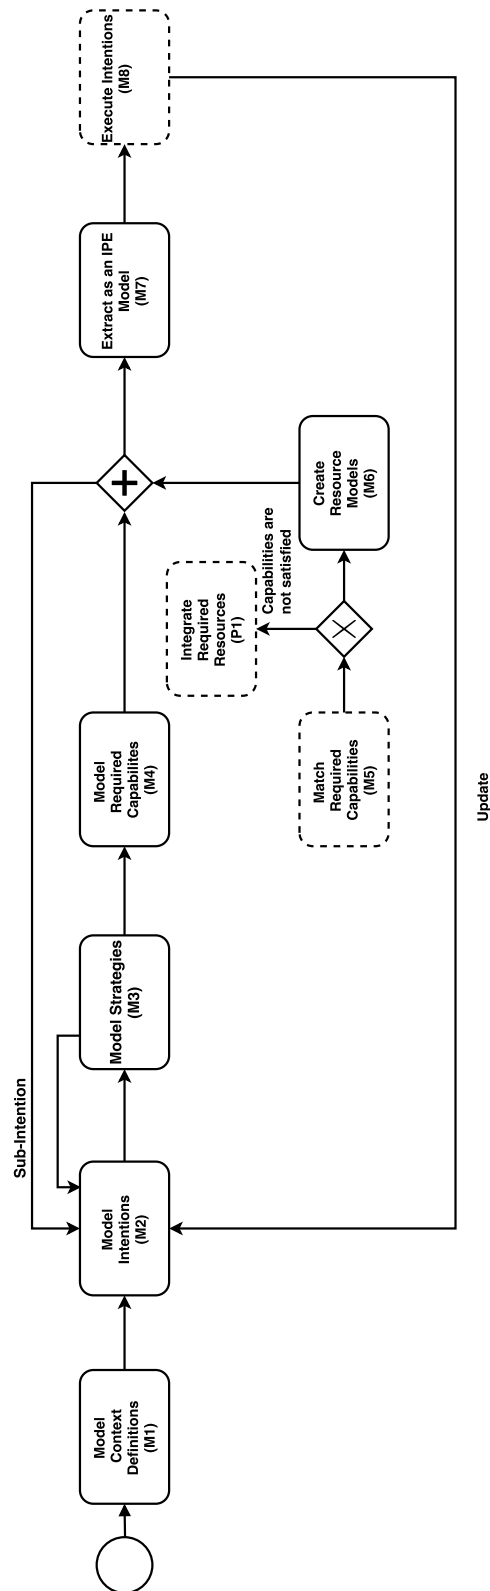 Model
Context
Definitions
(M1)
Model
Intentions
(M2)
Sub-Intention
Model Strategies
(M3)
Model
Required
Capabilites
(M4)
Match
Required
Capabilities
(M5)
Integrate
Required
Resources
(P1)
Capabilities are
not satisfied
Create
Resource
Models
(M6)
Extract as an IPE
Model
(M7)
Execute Intentions
(M8)
Update